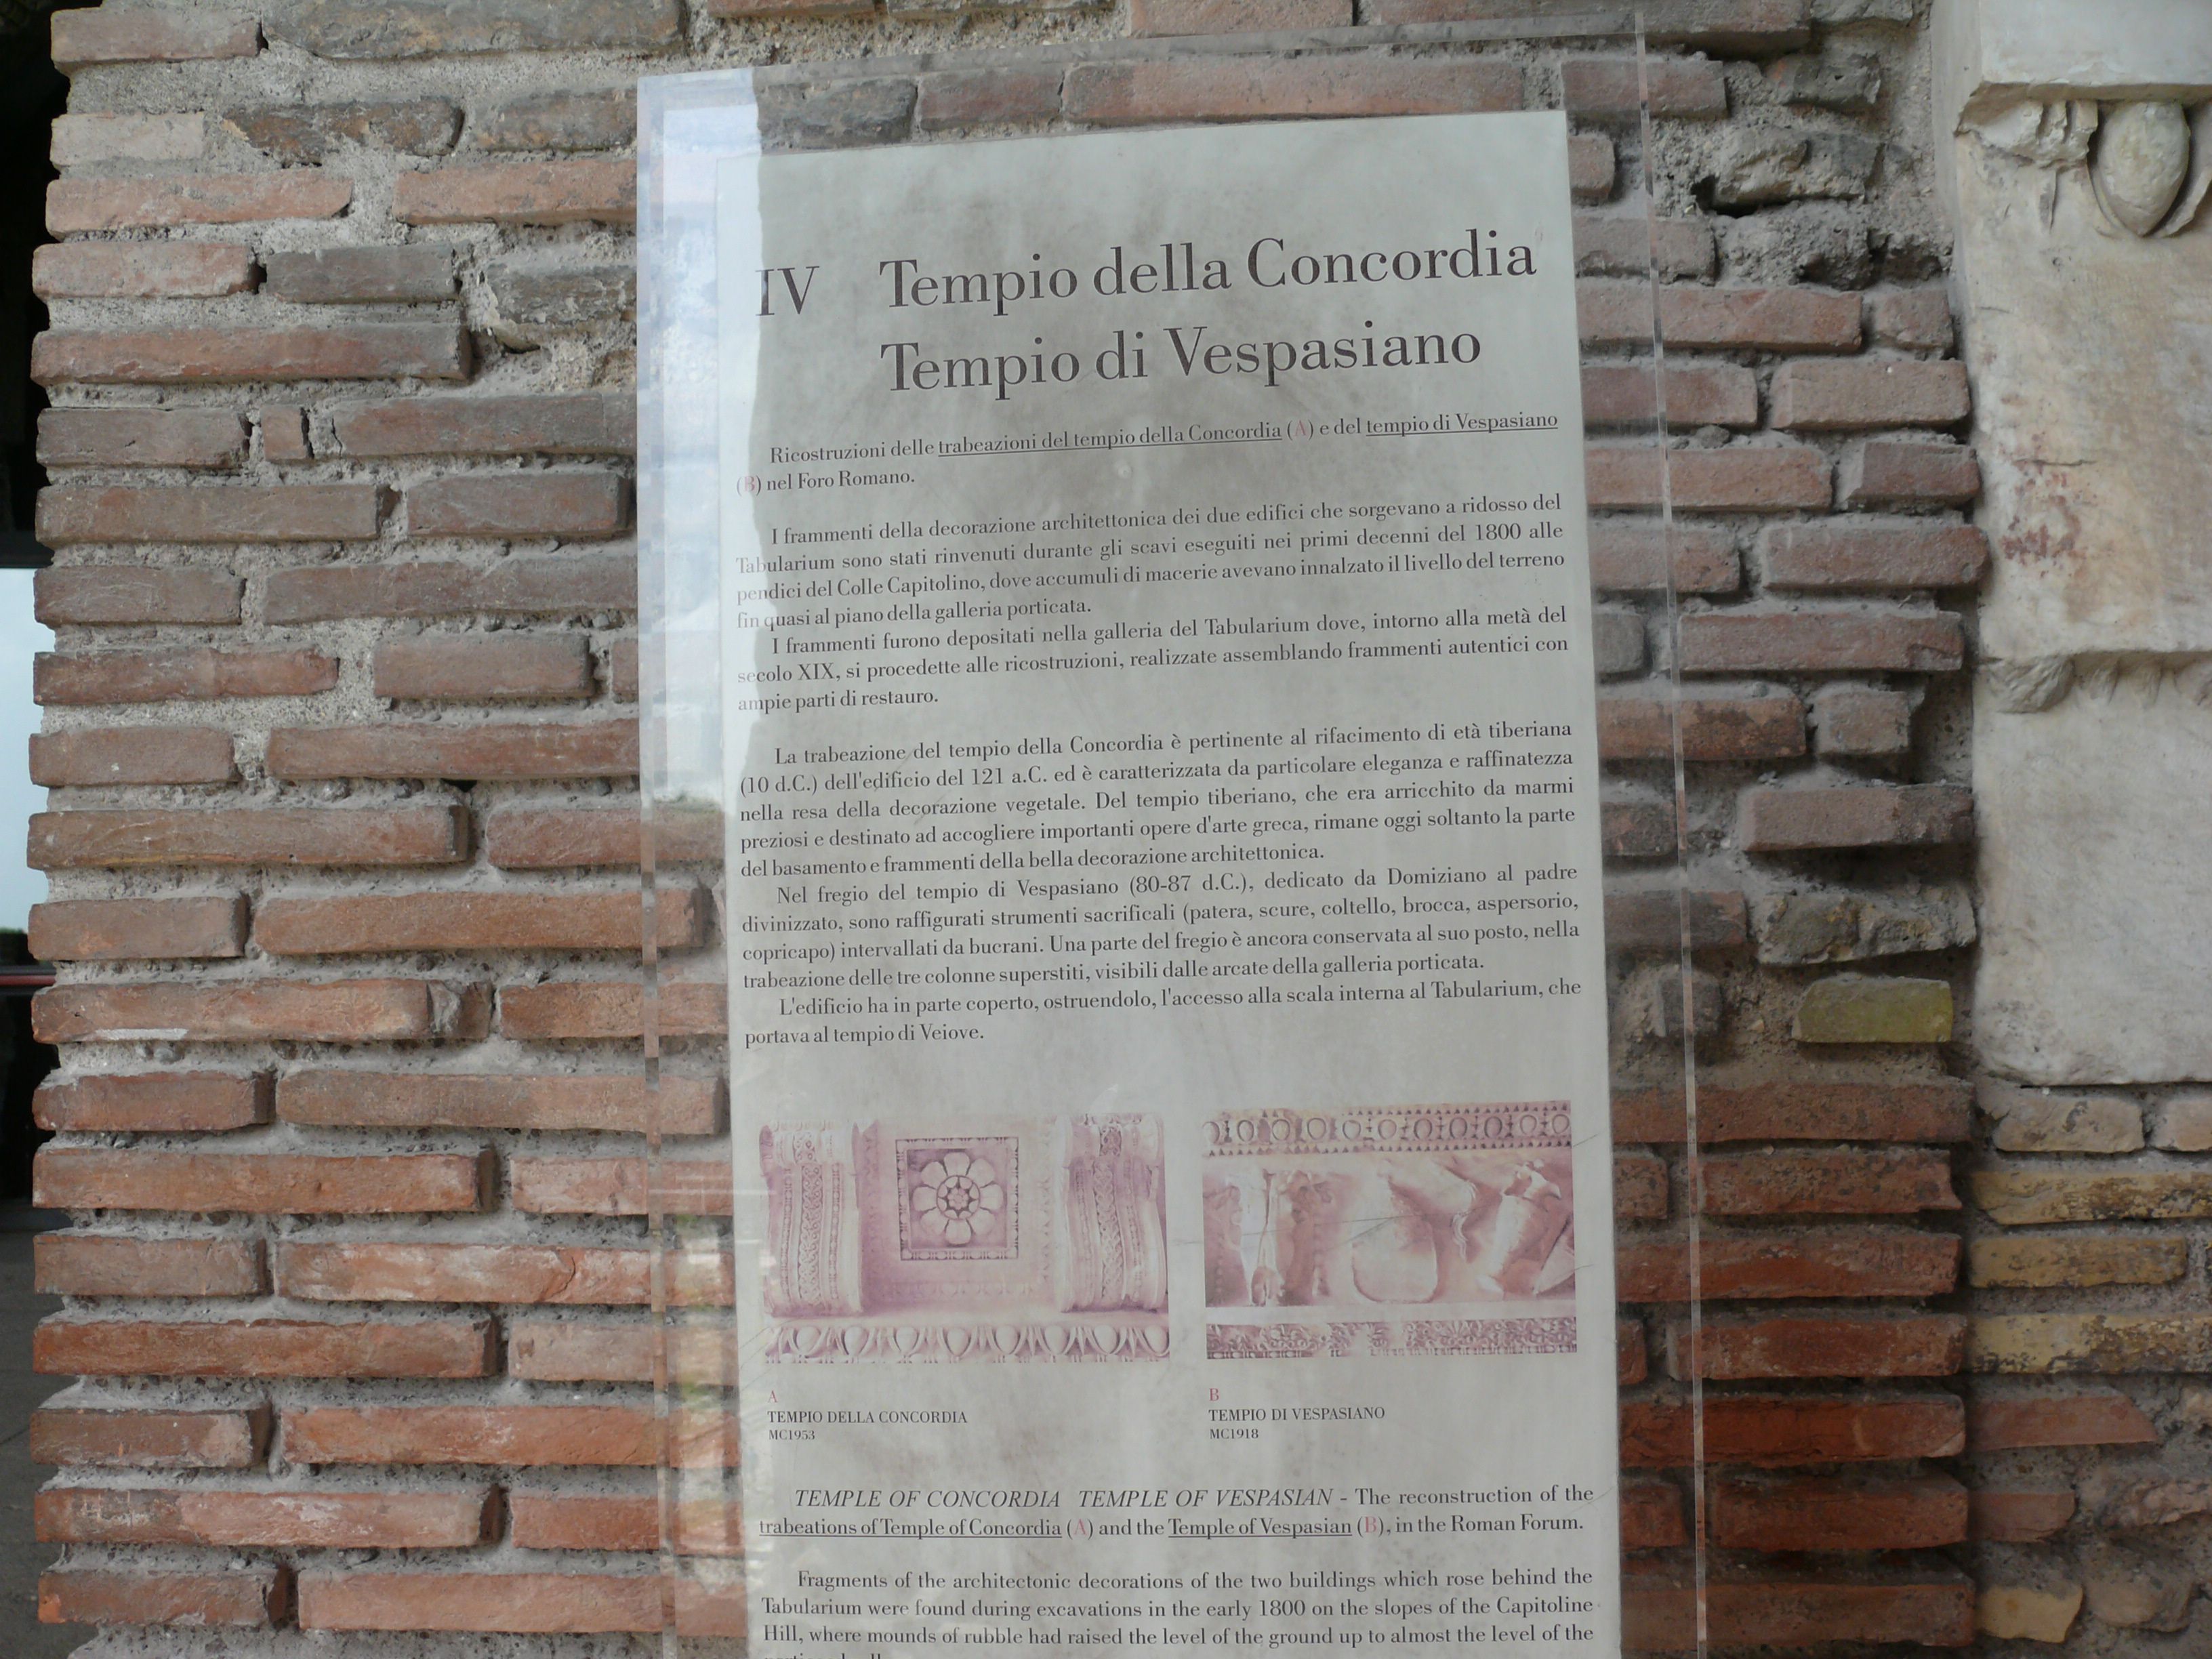 IV Tempio della Concordia
Tempio di Vespasiano
Ricostruzioni delle trabeazioni del tempio della Concordia (A) e del tempio di Vespasiano
(B) nel Foro Romano.
I frammenti della decorazione architettonica dei due edifici che sorgevano a ridosso del
Tabularium sono stati rinvenuti durante gli scavi eseguiti nei primi decenni del 1800 alle
pendici del Colle Capitolino, dove accumuli di macerie avevano innalzato il livello del terreno
fin quasi al piano della galleria porticata.
I frammenti furono depositati nella galleria del Tabularium dove, intorno alla metà del
secolo XIX, si procedette alle ricostruzioni, realizzate assemblando frammenti autentici con
ampie parti di restauro.
La trabeazione del tempio della Concordia è pertinente al rifacimento di età tiberiana
(10 d.C.) dell'edificio del 121 a.C. ed è caratterizzata da particolare eleganza e raffinatezza
nella resa della decorazione vegetale. Del tempio tiberiano, che era arricchito da marmi
preziosi e destinato ad accogliere importanti opere d'arte greca, rimane oggi soltanto la parte
del basamento e frammenti della bella decorazione architettonica.
Nel fregio del tempio di Vespasiano (80-87 d.C.), dedicato da Domiziano al padre
divinizzato, sono raffigurati strumenti sacrificali (patera, scure, coltello, brocca, aspersorio,
copricapo) intervallati da bucrani. Una parte del fregio è ancora conservata al suo posto, nella
trabeazione delle tre colonne superstiti, visibili dalle arcate della galleria porticata.
L'edificio ha in parte coperto, ostruendolo, l'accesso alla scala interna al Tabularium, che
portava al tempio di Veiove.
A
TEMPIO DELLA CONCORDIA
MC1953
B
TEMPIO DI VESPASIANO
MC1918
TEMPLE OF CONCORDIA TEMPLE OF VESPASIAN - The reconstruction of the
trabeations of Temple of Concordia (A) and the Temple of Vespasian (B), in the Roman Forum.
Fragments of the architectonic decorations of the two buildings which rose behind the
Tabularium were found during excavations in the early 1800 on the slopes of the Capitoline
Hill, where mounds of rubble had raised the level of the ground up to almost the level of the